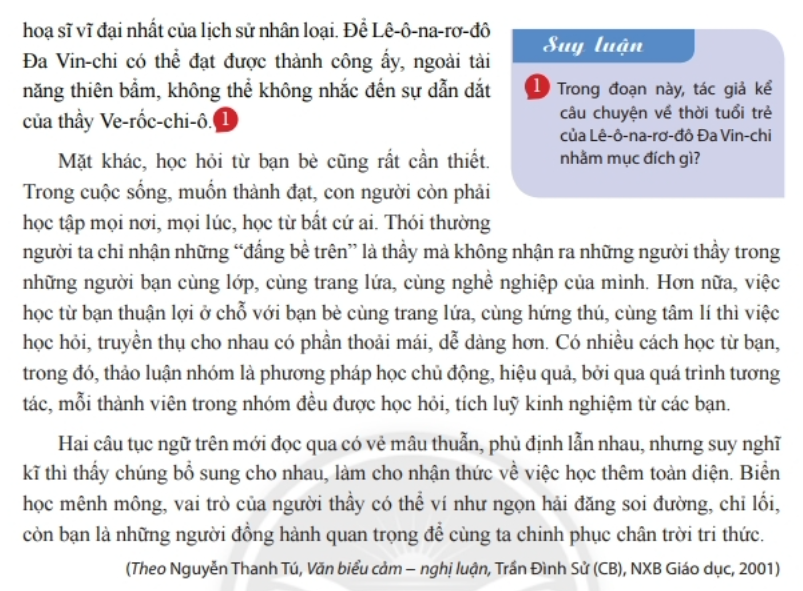 hoạ sĩ vĩ đại nhất của lịch sử nhân loại. Để Lê-ô-na-rơ-đô
Đa Vin-chi có thể đạt được thành công ấy, ngoài tài
năng thiên bẩm, không thể không nhắc đến sự dẫn dắt
của thầy Ve-rốc-chi-ô. 1
Suy luận
1 Trong đoạn này, tác giả kể
câu chuyện về thời tuổi trẻ
của Lê-ô-na-rơ-đô Đa Vin-chi
nhằm mục đích gì?
Mặt khác, học hỏi từ bạn bè cũng rất cần thiết.
Trong cuộc sống, muốn thành đạt, con người còn phải
học tập mọi nơi, mọi lúc, học từ bất cứ ai. Thói thường
người ta chỉ nhận những “đấng bề trên” là thầy mà không nhận ra những người thầy trong
những người bạn cùng lớp, cùng trang lứa, cùng nghề nghiệp của mình. Hơn nữa, việc
học từ bạn thuận lợi ở chỗ với bạn bè cùng trang lứa, cùng hứng thú, cùng tâm lí thì việc
học hỏi, truyền thụ cho nhau có phần thoải mái, dễ dàng hơn. Có nhiều cách học từ bạn,
trong đó, thảo luận nhóm là phương pháp học chủ động, hiệu quả, bởi qua quá trình tương
tác, mỗi thành viên trong nhóm đều được học hỏi, tích luỹ kinh nghiệm từ các bạn.
Hai câu tục ngữ trên mới đọc qua có vẻ mâu thuẫn, phủ định lẫn nhau, nhưng suy nghĩ
kĩ thì thấy chúng bổ sung cho nhau, làm cho nhận thức về việc học thêm toàn diện. Biển
học mênh mông, vai trò của người thầy có thể ví như ngọn hải đăng soi đường, chỉ lối,
còn bạn là những người đồng hành quan trọng để cùng ta chinh phục chân trời tri thức.
(Theo Nguyễn Thanh Tú, Văn biểu cảm – nghị luận, Trần Đình Sử (CB), NXB Giáo dục, 2001)